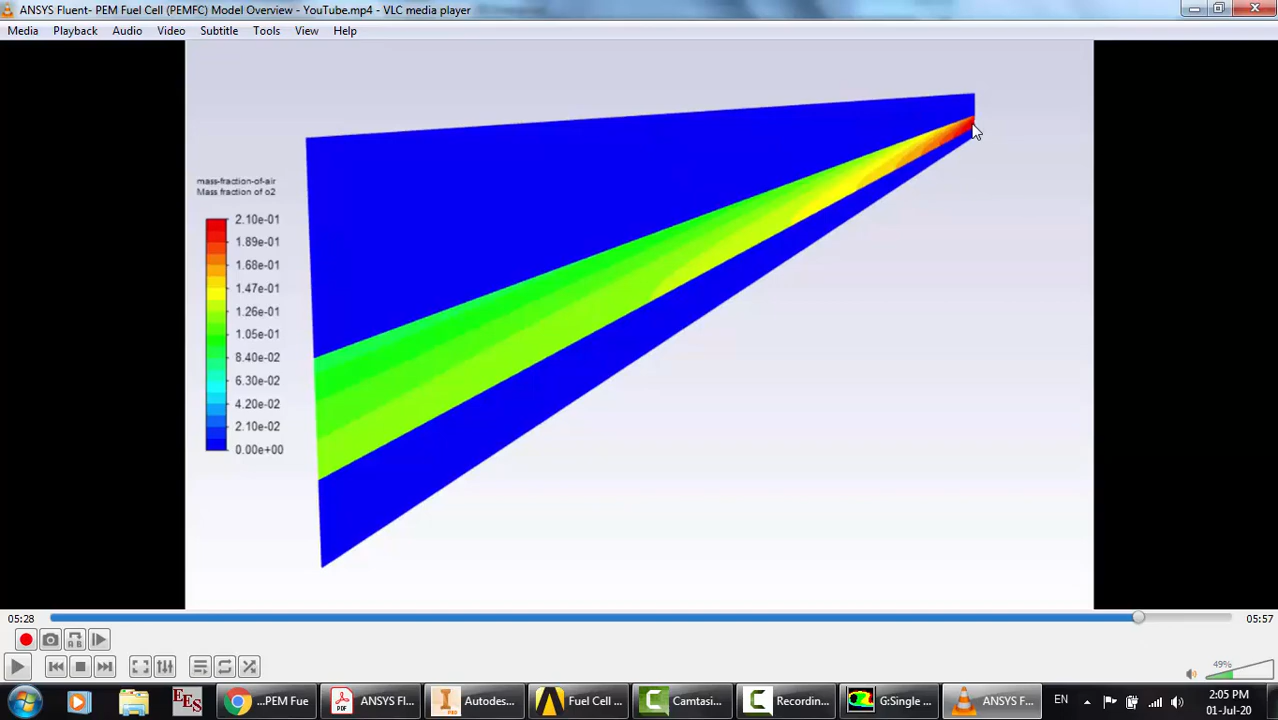 ANSYS Fluent- PEM Fuel Cell (PEMFC) Model Overview - YouTube.mp4 - VLC media player
Media Playback Audio Video Subtitle Tools View Help
mass-fraction-of-air
Mass fraction of o2
2.10e-01
1.89e-01
1.68e-01
1.47e-01
1.26e-01
1.05e-01
8.40e-02
6.30e-02
4.20e-02
2.10e-02
0.00e+00
05:28
05:57
A B
49%
EES
...PEM Fue
PDF
ANSYS Fl...
PRO
Autodes...
Fuel Cell ...
Camtasi...
Recordin...
G:Single ...
ANSYS F...
EN
2:05 PM
01-Jul-20